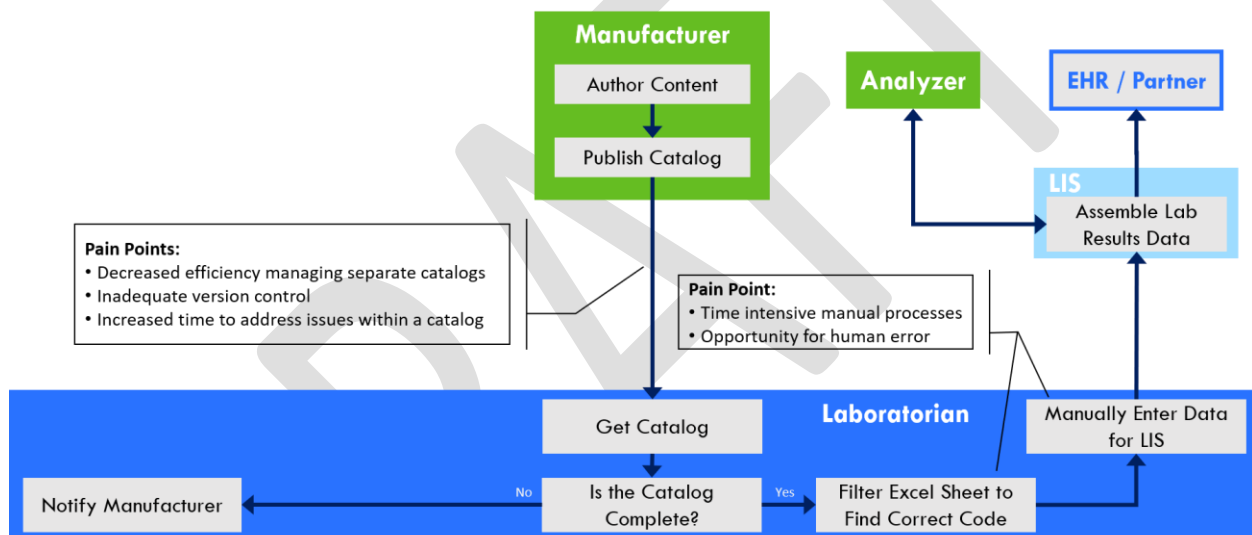 DRAFT
Manufacturer
Author Content
Publish Catalog
Analyzer
EHR / Partner
LIS
Assemble Lab
Results Data
Pain Points:
• Decreased efficiency managing separate catalogs
• Inadequate version control
• Increased time to address issues within a catalog
Pain Point:
• Time intensive manual processes
• Opportunity for human error
Laboratorian
Get Catalog
Manually Enter Data
for LIS
Notify Manufacturer
No
Is the Catalog
Complete?
Yes
Filter Excel Sheet to
Find Correct Code